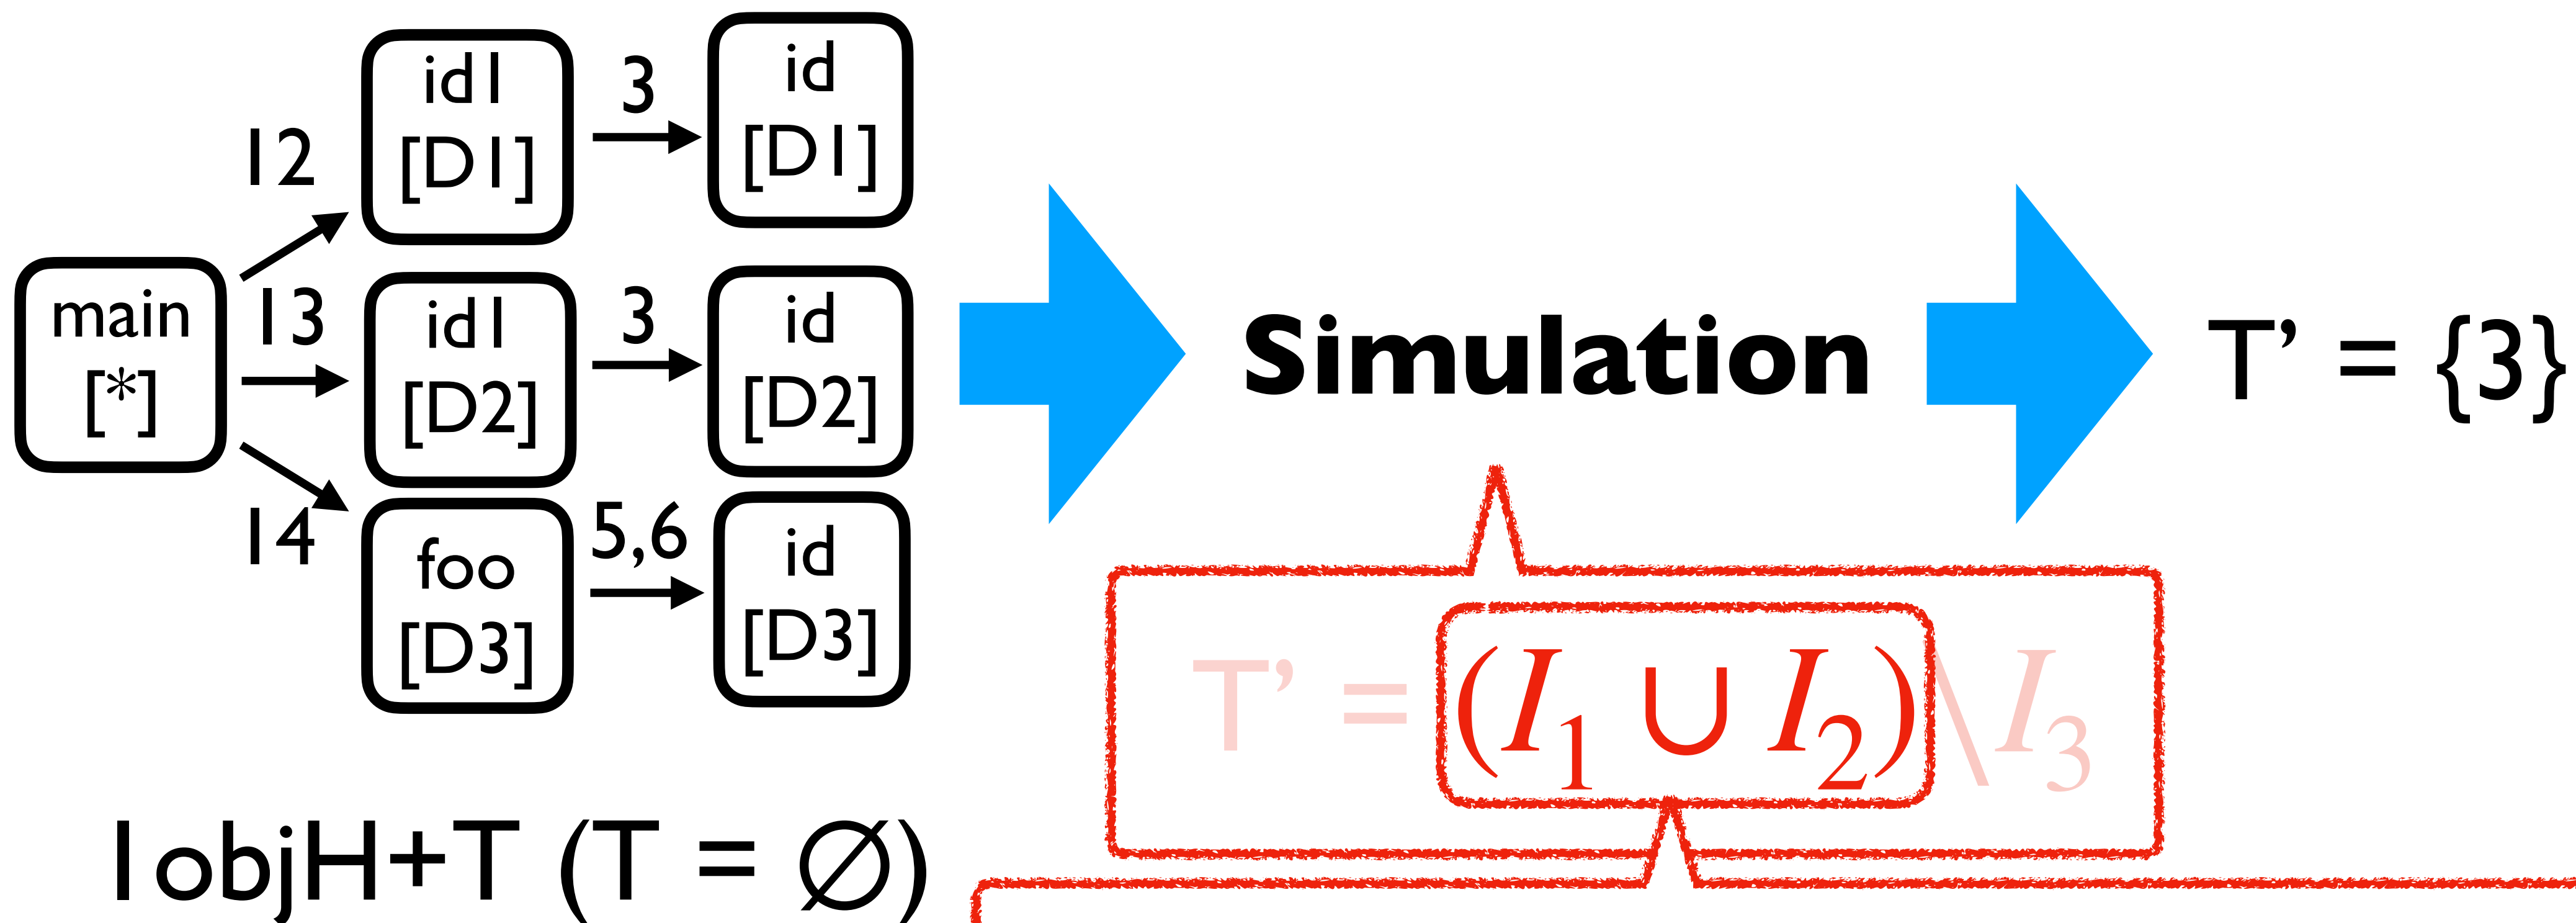 id1
[D1]
3
id
[D1]
12
main
[*]
13
id1
[D2]
3
id
[D2]
14
foo
[D3]
5,6
id
[D3]
Simulation
T' = {3}
T' = (I₁ ∪ I₂)\I₃
1objH+T (T = ∅)